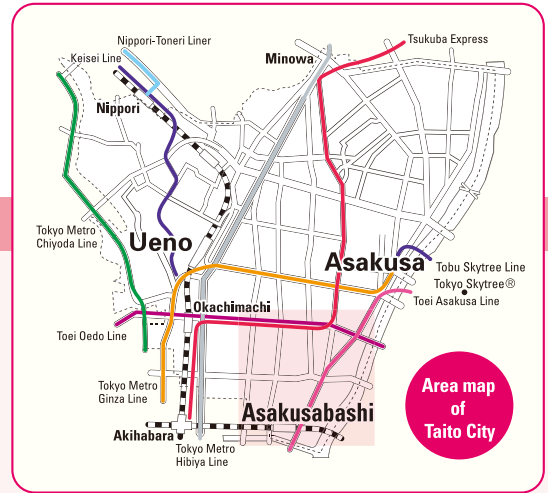 Nippori-Toneri Liner
Tsukuba Express
Keisei Line
Minowa
Nippori
Tokyo Metro
Chiyoda Line
Ueno
Asakusa
Tobu Skytree Line
Tokyo Skytree®
Toei Asakusa Line
Okachimachi
Toei Oedo Line
Tokyo Metro
Ginza Line
Asakusabashi
Akihabara
Tokyo Metro
Hibiya Line
Area map
of
Taito City